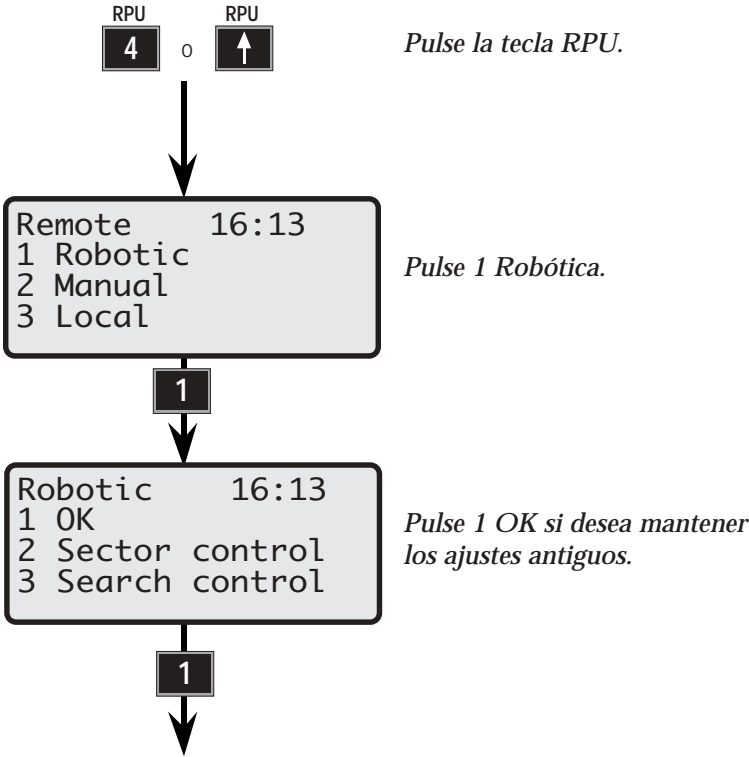 RPU RPU
4 o
Pulse la tecla RPU.
Remote 16:13
1 Robotic
2 Manual
3 Local
Pulse 1 Robótica.
1
Robotic 16:13
1 OK
2 Sector control
3 Search control
Pulse 1 OK si desea mantener
los ajustes antiguos.
1